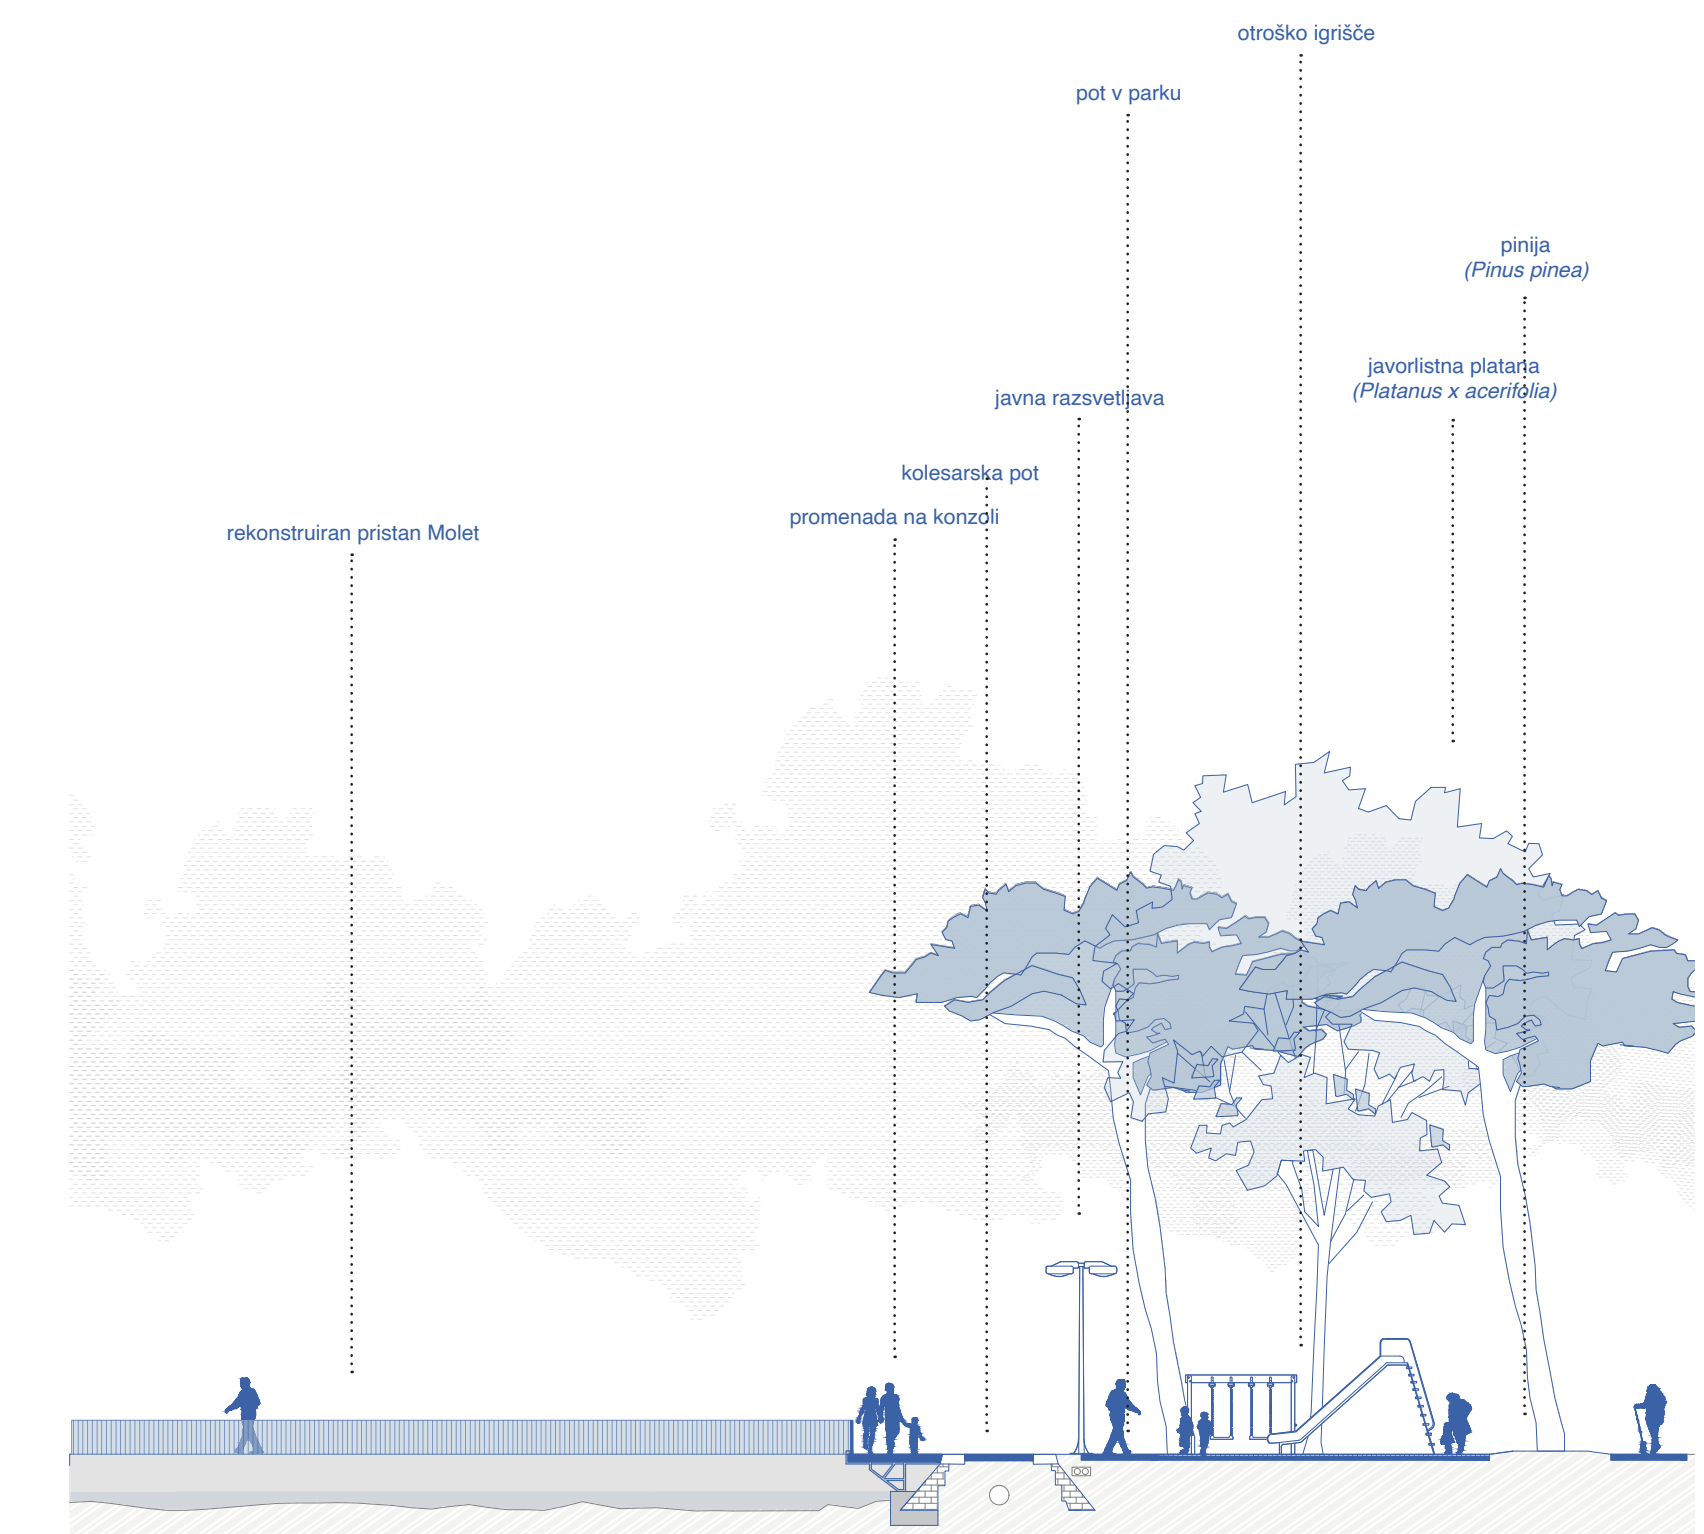 otroško igrišče
pot v parku
pinija
(Pinus pinea)
javorlistna platana
(Platanus x acerifolia)
javna razsvetljava
kolesarska pot
promenada na konzoli
rekonstruiran pristan Molet